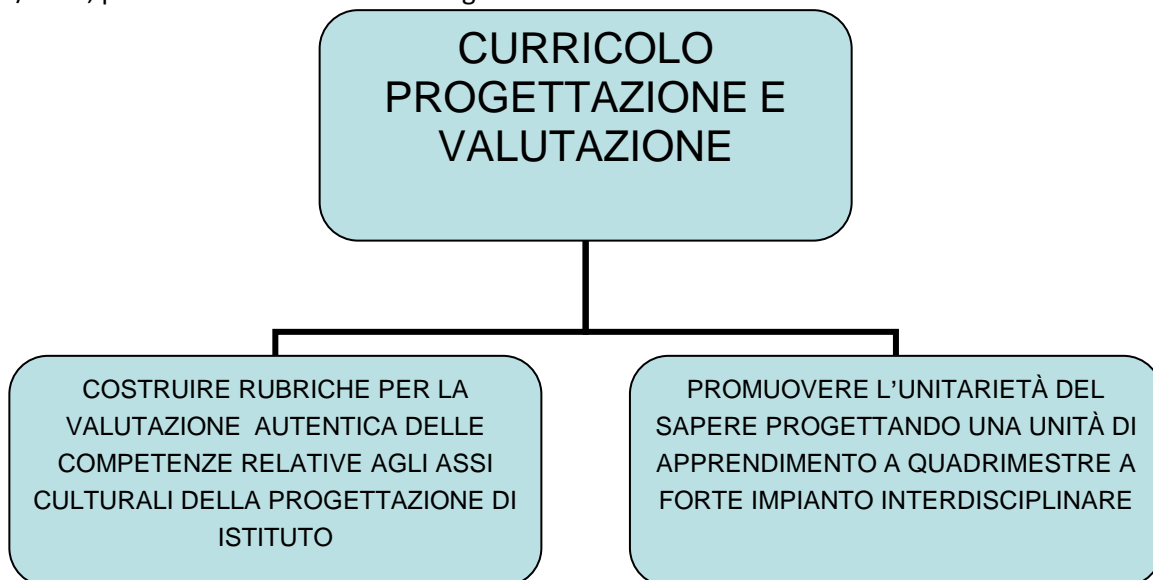 CURRICOLO
PROGETTAZIONE E
VALUTAZIONE
COSTRUIRE RUBRICHE PER LA
VALUTAZIONE AUTENTICA DELLE
COMPETENZE RELATIVE AGLI ASSI
CULTURALI DELLA PROGETTAZIONE DI
ISTITUTO
PROMUOVERE L’UNITARIETÀ DEL
SAPERE PROGETTANDO UNA UNITÀ DI
APPRENDIMENTO A QUADRIMESTRE A
FORTE IMPIANTO INTERDISCIPLINARE